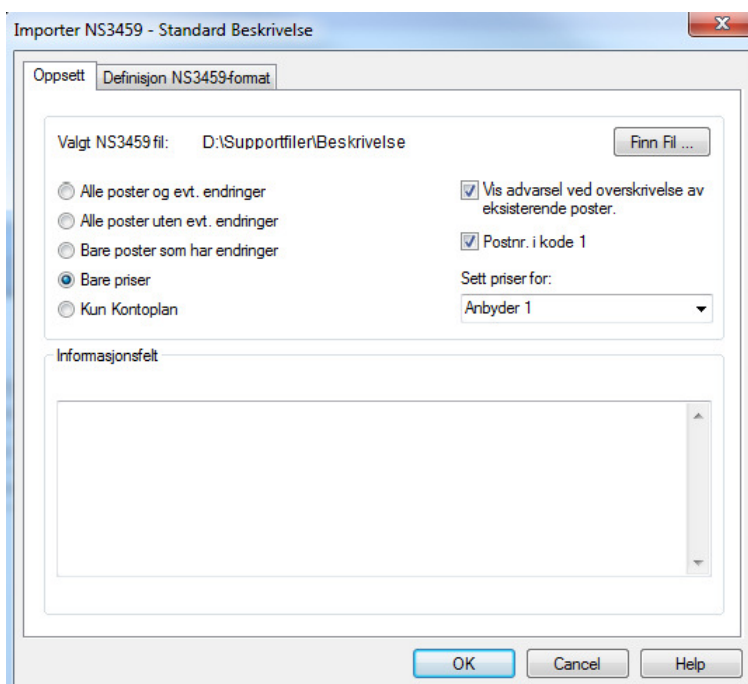 Importer NS3459 - Standard Beskrivelse
Oppsett
Definisjon NS3459-format
Valgt NS3459 fil: D:\Supportfiler\Beskrivelse
Finn Fil ...
Alle poster og evt. endringer
Alle poster uten evt. endringer
Bare poster som har endringer
Bare priser
Kun Kontoplan
Vis advarsel ved overskrivelse av
eksisterende poster.
Postnr. i kode 1
Sett priser for:
Anbyder 1
Informasjonsfelt
OK
Cancel
Help